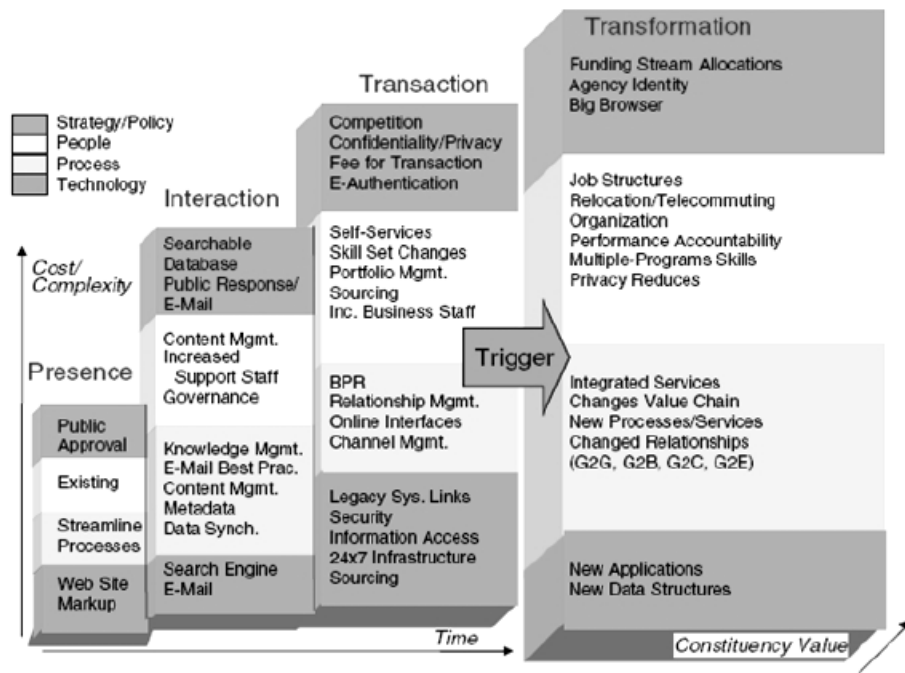 Transformation
Funding Stream Allocations
Agency Identity
Big Browser
Transaction
Strategy/Policy
People
Process
Technology
Competition
Confidentiality/Privacy
Fee for Transaction
E-Authentication
Interaction
Job Structures
Relocation/Telecommuting
Organization
Performance Accountability
Multiple-Programs Skills
Privacy Reduces
Cost/
Complexity
Searchable
Database
Public Response/
E-Mail
Self-Services
Skill Set Changes
Portfolio Mgmt.
Sourcing
Inc. Business Staff
Trigger
Presence
Content Mgmt.
Increased
Support Staff
Governance
BPR
Relationship Mgmt.
Online Interfaces
Channel Mgmt.
Integrated Services
Changes Value Chain
New Processes/Services
Changed Relationships
(G2G, G2B, G2C, G2E)
Public
Approval
Existing
Streamline
Processes
Web Site
Markup
Knowledge Mgmt.
E-Mail Best Prac.
Content Mgmt.
Metadata
Data Synch.
Search Engine
E-Mail
Legacy Sys. Links
Security
Information Access
24x7 Infrastructure
Sourcing
New Applications
New Data Structures
Time
Constituency Value